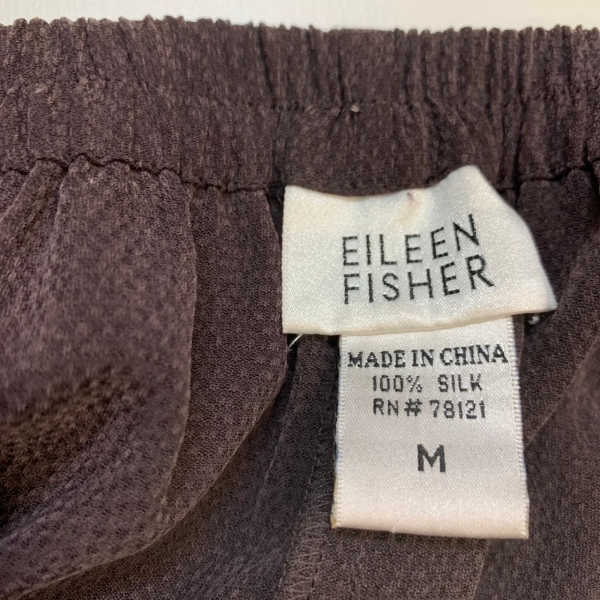 EILEEN
FISHER
MADE IN CHINA
100% SILK
RN# 78121
M